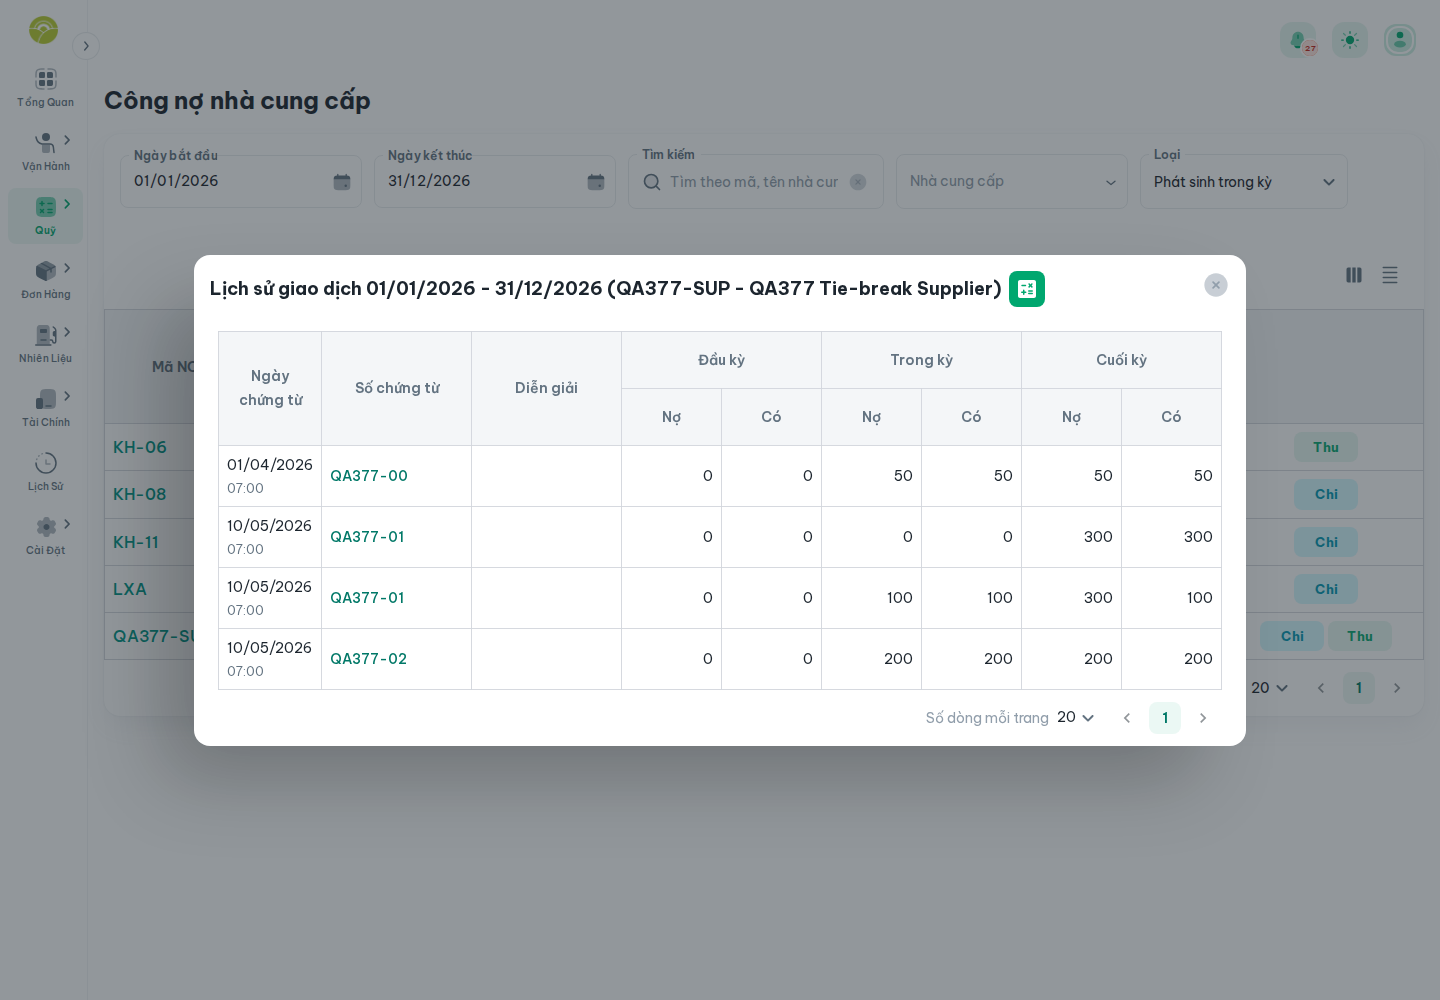 27
Tổng Quan
Vận Hành
Quỹ
Đơn Hàng
Nhiên Liệu
Tài Chính
Lịch Sử
Cài Đặt
Công nợ nhà cung cấp
Ngày bắt đầu
01/01/2026
Ngày kết thúc
31/12/2026
Tìm kiếm
Tìm theo mã, tên nhà cur
Nhà cung cấp
Loại
Phát sinh trong kỳ
Mã NC
KH-06
Thu
KH-08
Chi
KH-11
Chi
LXA
Chi
QA377-SU
Chi Thu
20 1
Lịch sử giao dịch 01/01/2026 - 31/12/2026 (QA377-SUP - QA377 Tie-break Supplier)
Ngày chứng từ Số chứng từ Diễn giải Đầu kỳ Trong kỳ Cuối kỳ
Nợ Có Nợ Có Nợ Có
01/04/2026 07:00 QA377-00 0 0 50 50 50 50
10/05/2026 07:00 QA377-01 0 0 0 0 300 300
10/05/2026 07:00 QA377-01 0 0 100 100 300 100
10/05/2026 07:00 QA377-02 0 0 200 200 200 200
Số dòng mỗi trang 20 1